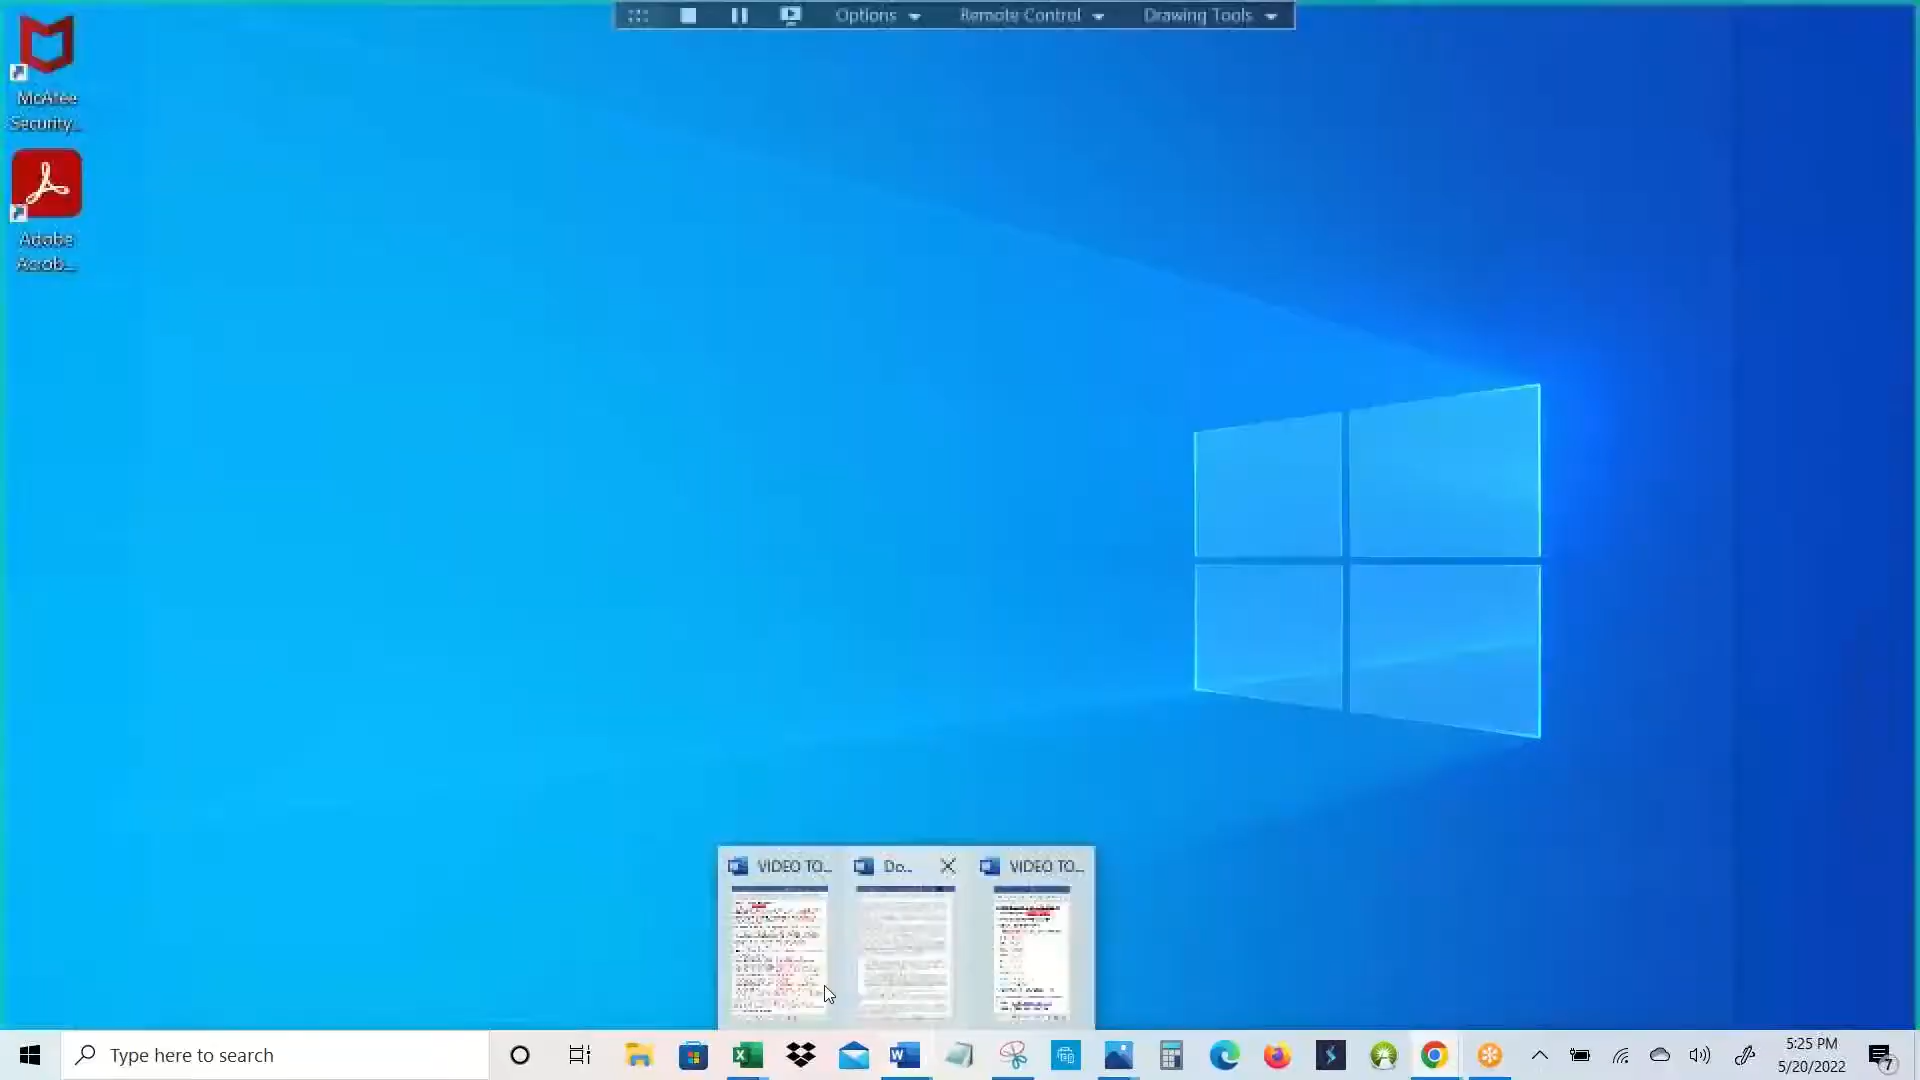 Options
Remote Control
Drawing Tools
McAfee
Security...
Adobe
Acrob...
VIDEO TO...
Do...
VIDEO TO...
Type here to search
5:25 PM
5/20/2022
7